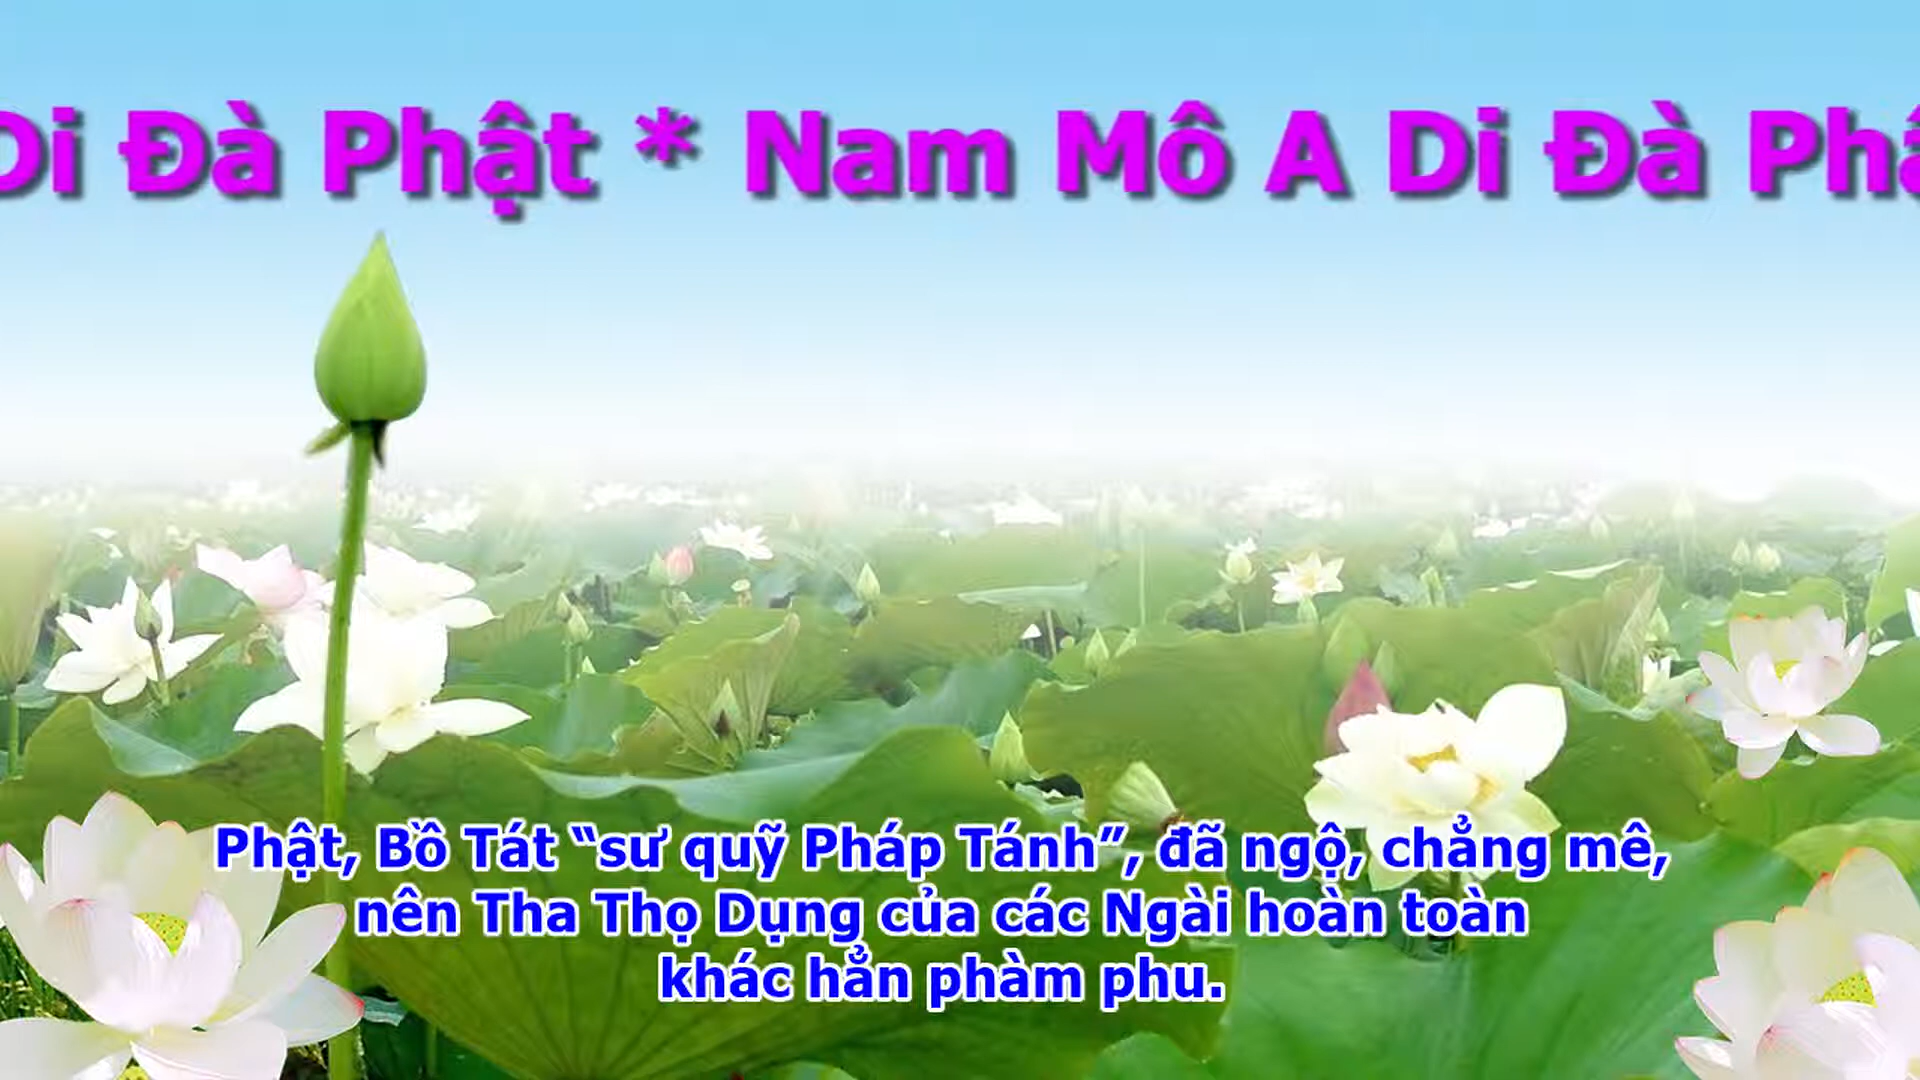 Di Đà Phật * Nam Mô A Di Đà Phậ
Phật, Bồ Tát “sư quỹ Pháp Tánh”, đã ngộ, chẳng mê,
nên Tha Thọ Dụng của các Ngài hoàn toàn
khác hẳn phàm phu.